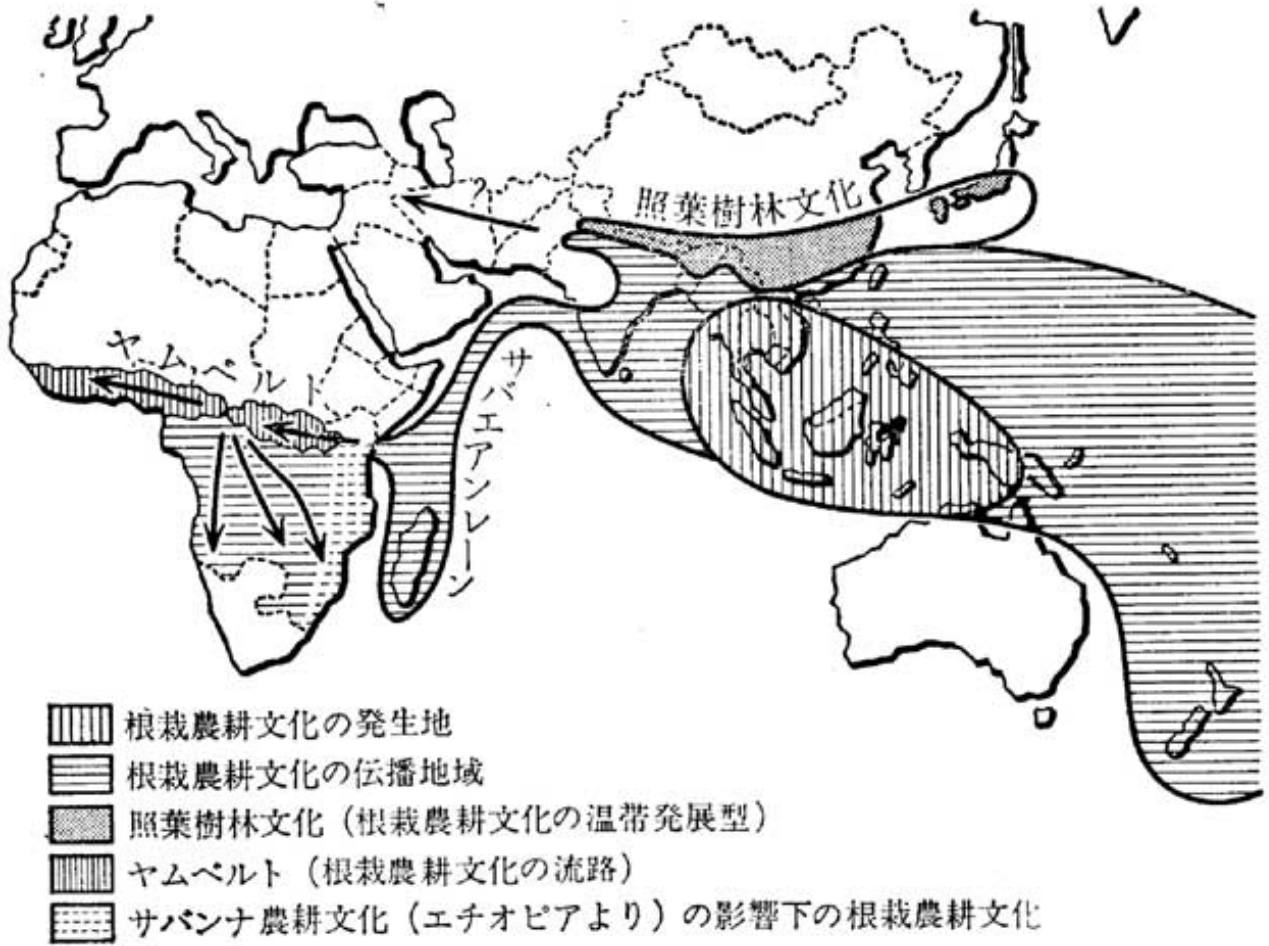 照葉樹林文化
?
ヤムベルト
サバエアンレーン
根栽農耕文化の発生地
根栽農耕文化の伝播地域
照葉樹林文化（根栽農耕文化の温帯発展型）
ヤムベルト（根栽農耕文化の流路）
サバンナ農耕文化（エチオピアより）の影響下の根栽農耕文化